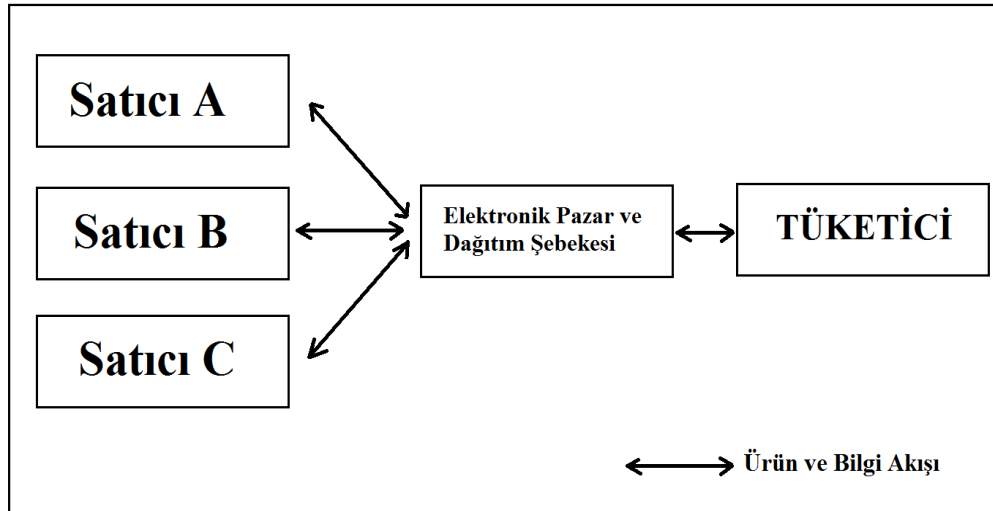 Satıcı A
Satıcı B
Elektronik Pazar ve
Dağıtım Şebekesi
TÜKETİCİ
Satıcı C
Ürün ve Bilgi Akışı